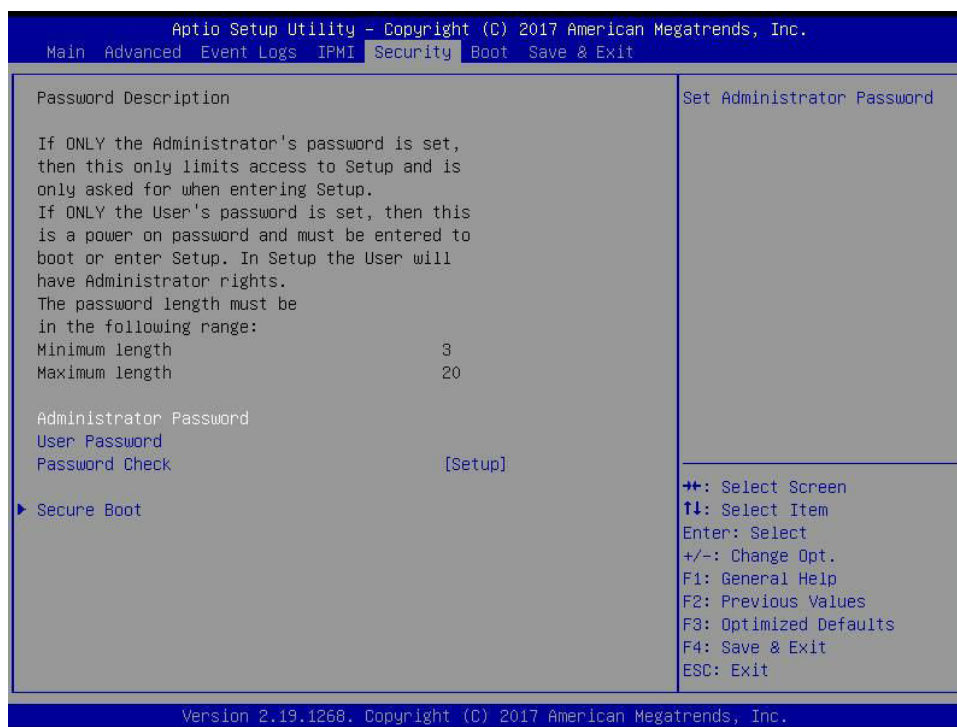 Aptio Setup Utility – Copyright (C) 2017 American Megatrends, Inc.
Main Advanced Event Logs IPMI Security Boot Save & Exit
Password Description
If ONLY the Administrator's password is set,
then this only limits access to Setup and is
only asked for when entering Setup.
If ONLY the User's password is set, then this
is a power on password and must be entered to
boot or enter Setup. In Setup the User will
have Administrator rights.
The password length must be
in the following range:
Minimum length 3
Maximum length 20
Administrator Password
User Password
Password Check [Setup]
Secure Boot
Set Administrator Password
→←: Select Screen
↑↓: Select Item
Enter: Select
+/-: Change Opt.
F1: General Help
F2: Previous Values
F3: Optimized Defaults
F4: Save & Exit
ESC: Exit
Version 2.19.1268. Copyright (C) 2017 American Megatrends, Inc.